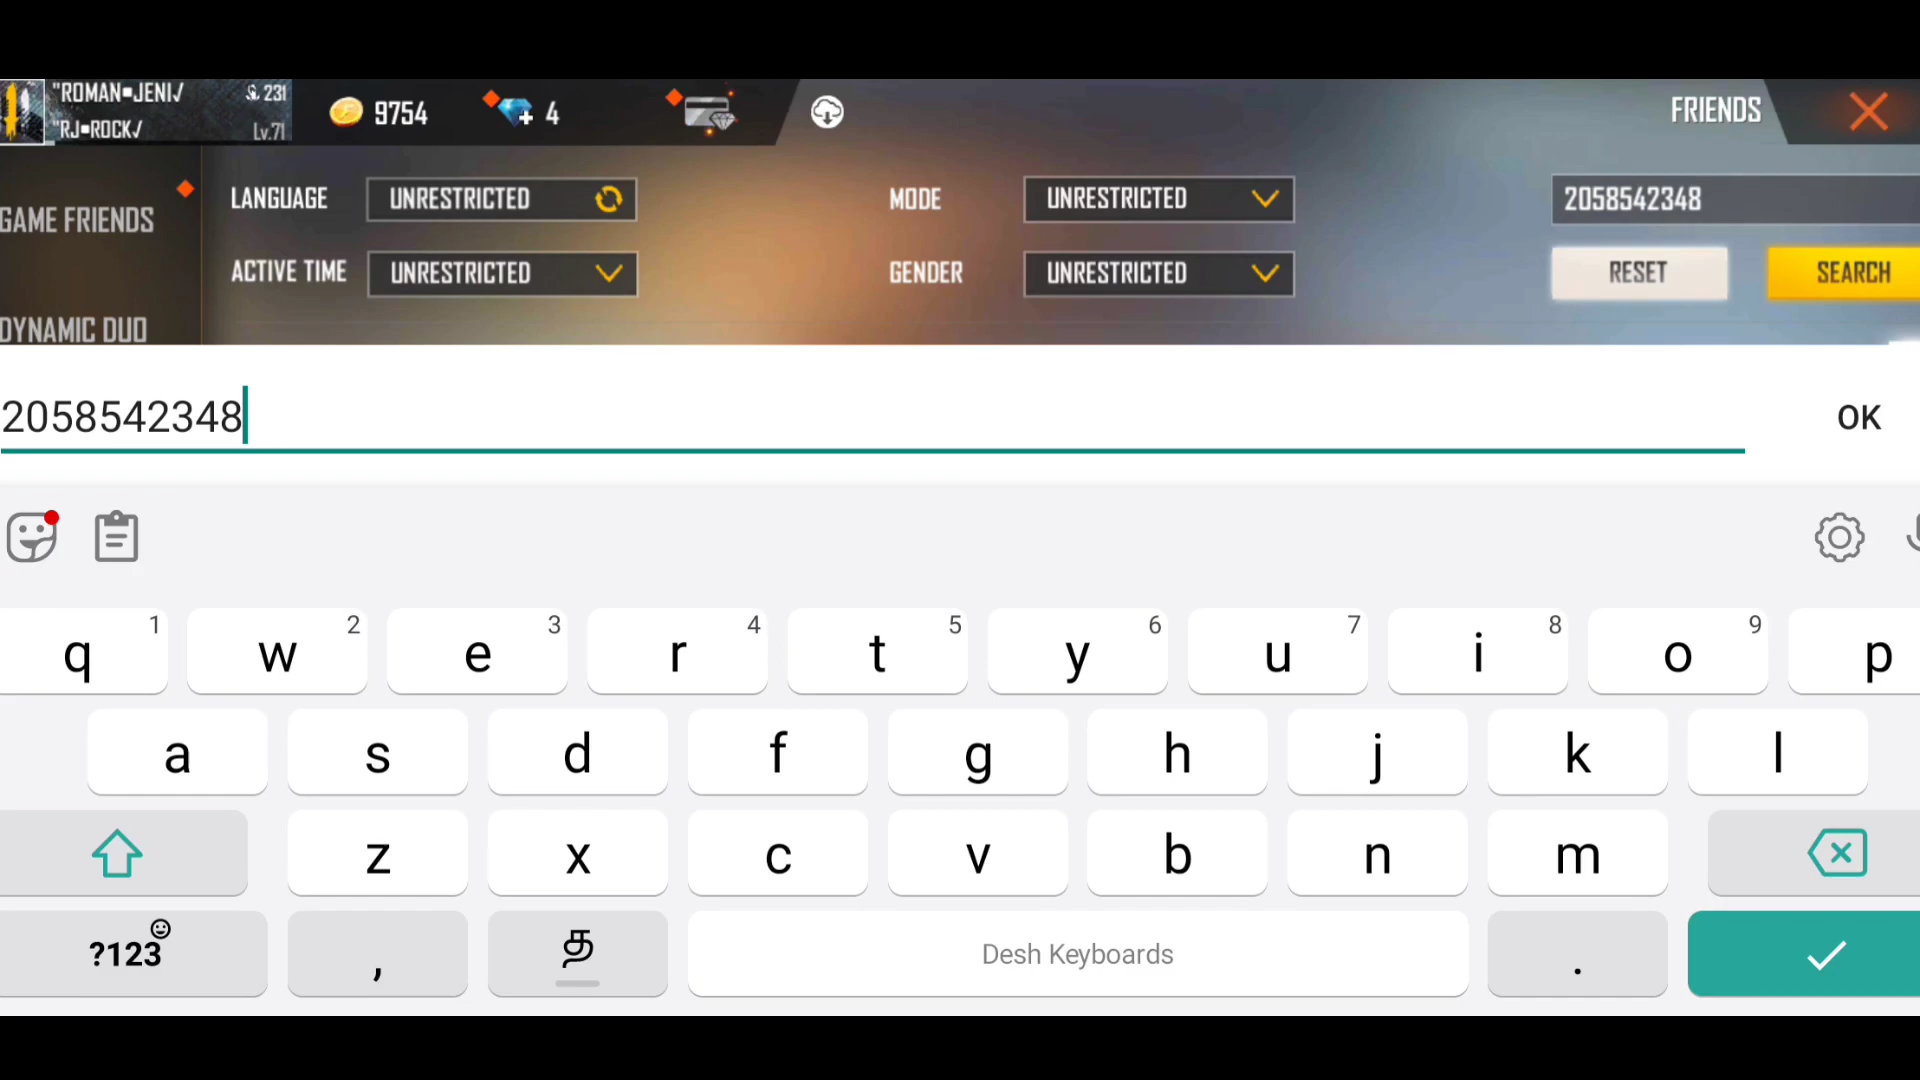 "ROMAN▪JENI√ 231
"RJ▪ROCK√ Lv.71
9754 4
FRIENDS
GAME FRIENDS
DYNAMIC DUO
LANGUAGE UNRESTRICTED MODE UNRESTRICTED 2058542348
ACTIVE TIME UNRESTRICTED GENDER UNRESTRICTED RESET SEARCH
2058542348 OK
q 1 w 2 e 3 r 4 t 5 y 6 u 7 i 8 o 9 p
a s d f g h j k l
z x c v b n m
?123 , த Desh Keyboards .